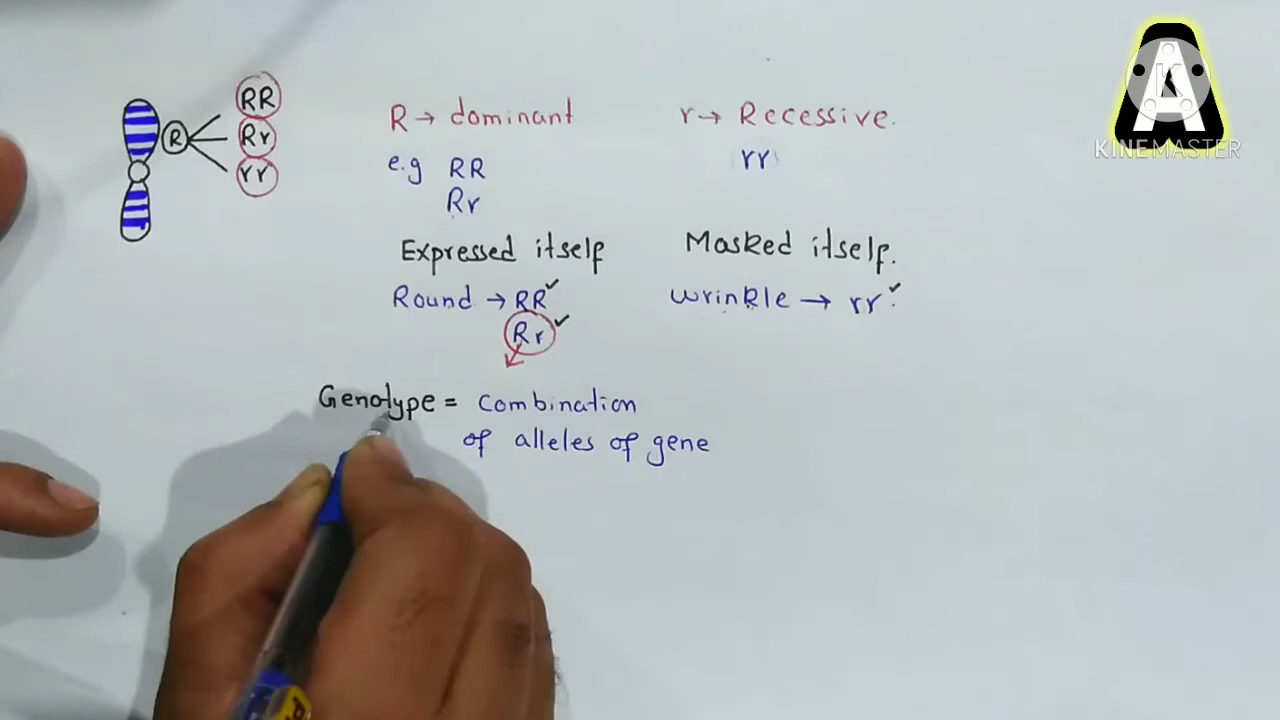 RR
R
Rr
rr
R → dominant
r → Recessive.
e.g RR
Rr
rr
Expressed itself
Masked itself.
Round → RR ✓
Rr ✓
wrinkle → rr ✓
Genotype = Combination
of alleles of gene
A
K
KINEMASTER